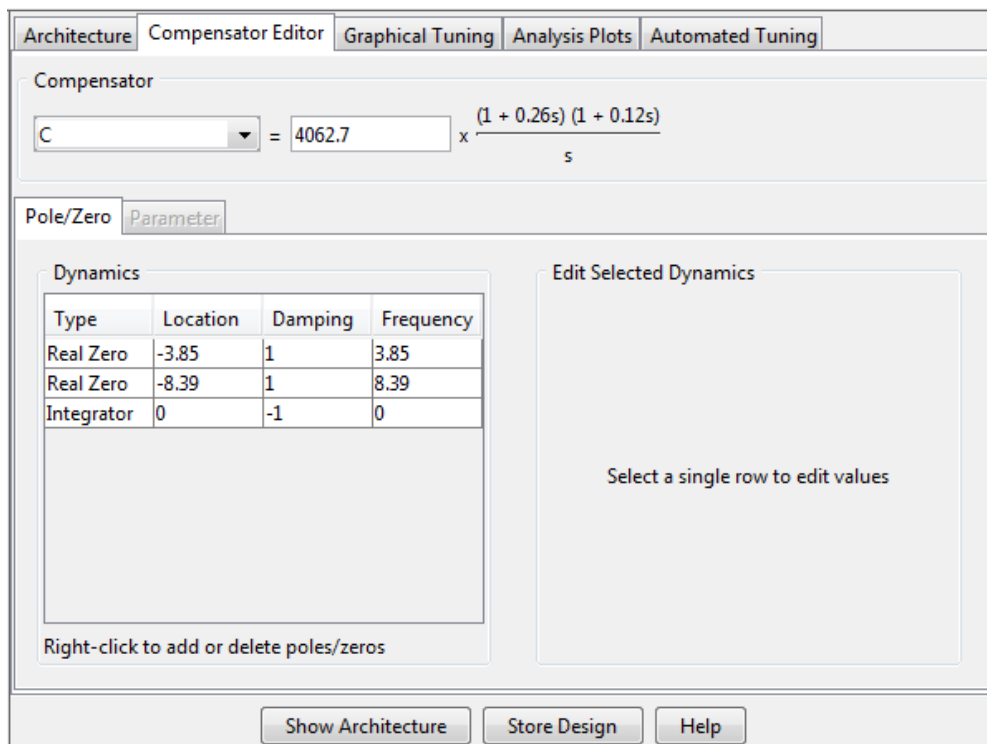 Architecture Compensator Editor Graphical Tuning Analysis Plots Automated Tuning
Compensator
C = 4062.7 x (1 + 0.26s) (1 + 0.12s)
s
Pole/Zero Parameter
Dynamics
Type Location Damping Frequency
Real Zero -3.85 1 3.85
Real Zero -8.39 1 8.39
Integrator 0 -1 0
Right-click to add or delete poles/zeros
Edit Selected Dynamics
Select a single row to edit values
Show Architecture Store Design Help